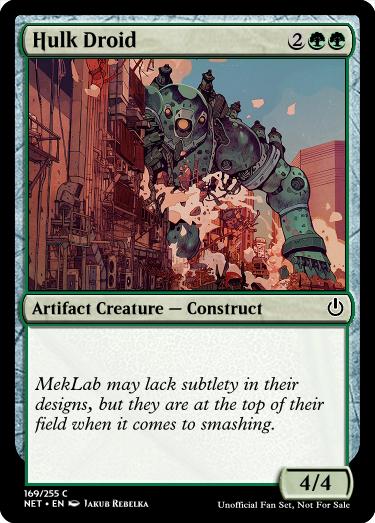 Hulk Droid 2
Artifact Creature — Construct
MekLab may lack subtlety in their
designs, but they are at the top of their
field when it comes to smashing.
4/4
169/255 C
NET • EN Jakub Rebelka
Unofficial Fan Set, Not For Sale